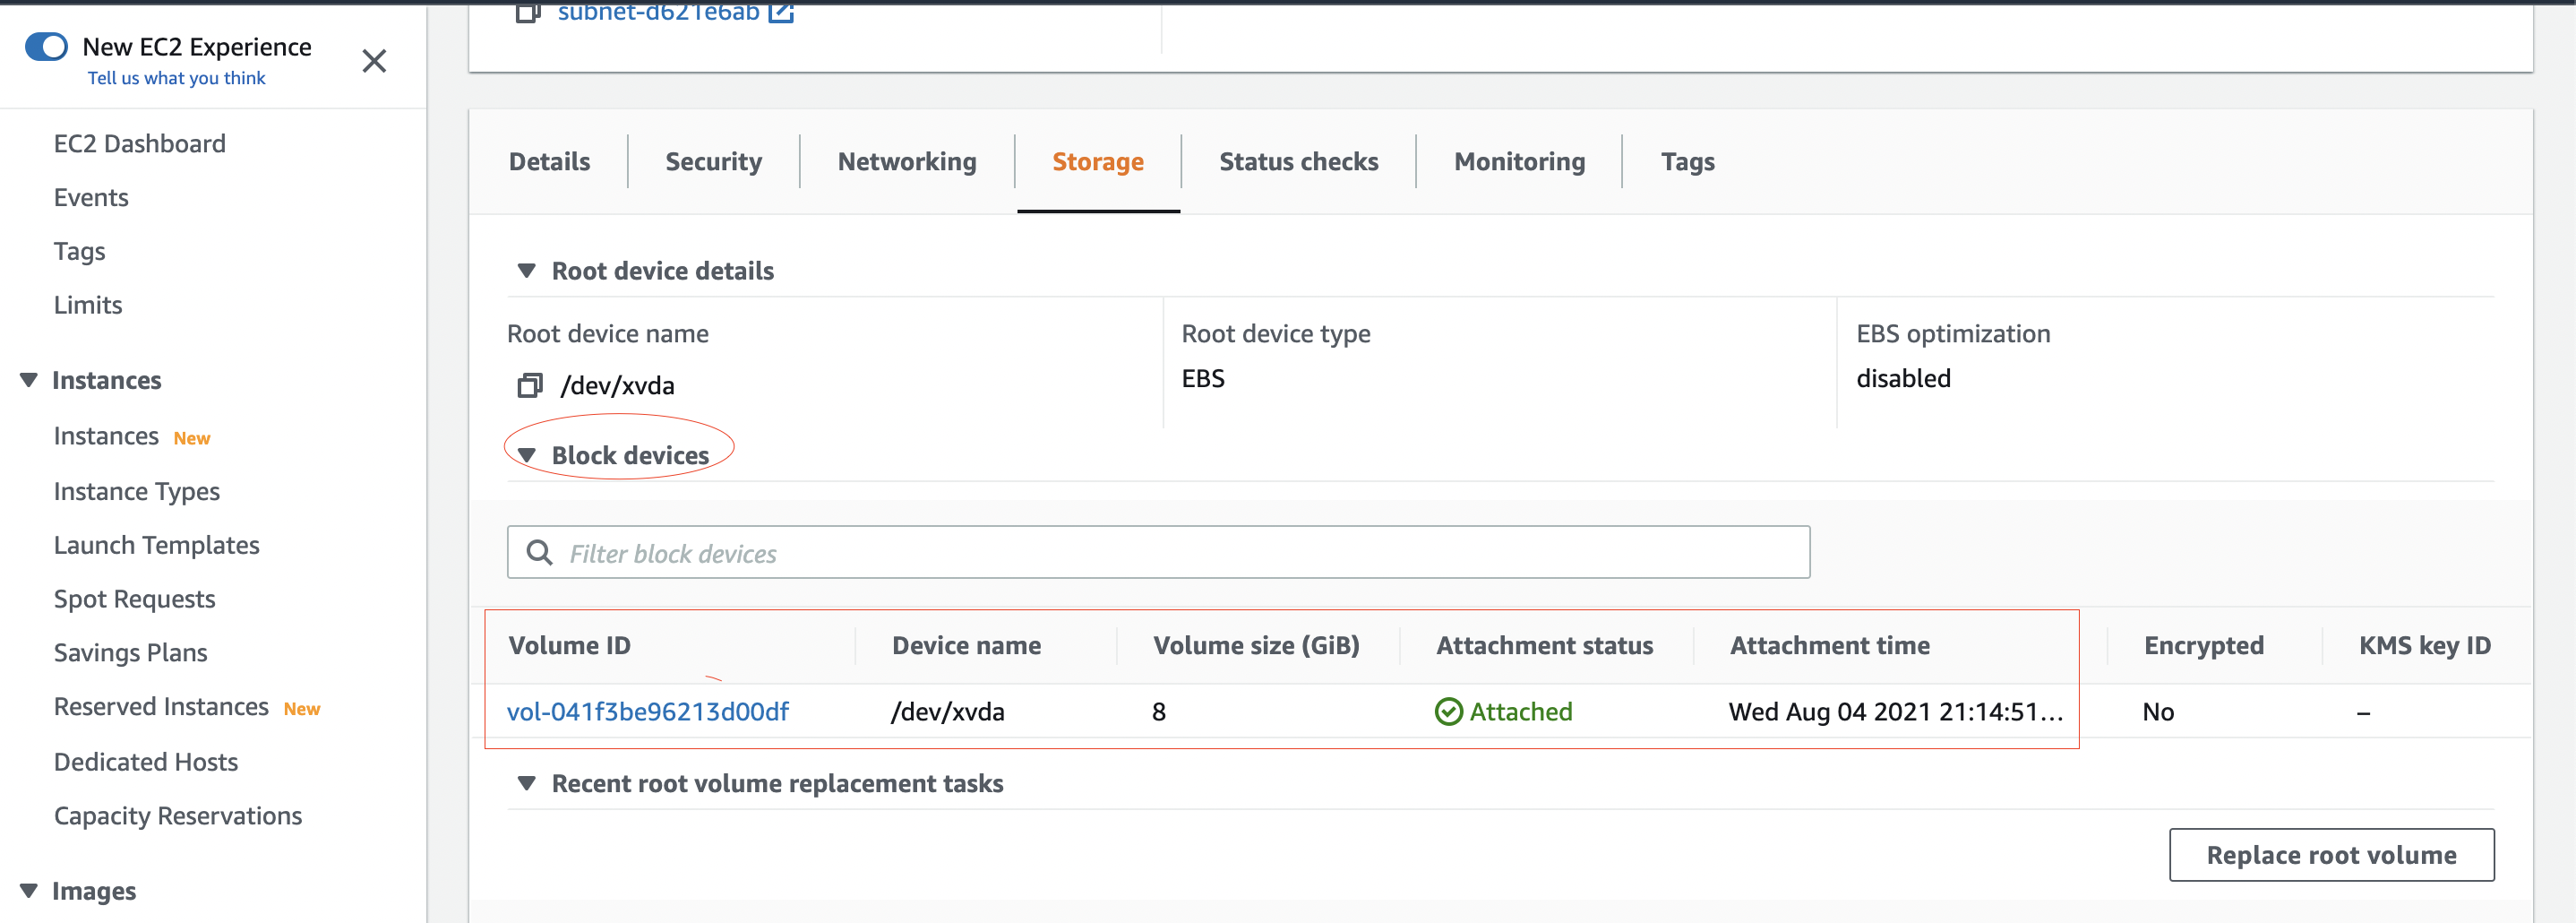 subnet-d621e6ab
New EC2 Experience
Tell us what you think
EC2 Dashboard
Events
Tags
Limits
Instances
Instances New
Instance Types
Launch Templates
Spot Requests
Savings Plans
Reserved Instances New
Dedicated Hosts
Capacity Reservations
Images
Details Security Networking Storage Status checks Monitoring Tags
Root device details
Root device name Root device type EBS optimization
/dev/xvda EBS disabled
Block devices
Filter block devices
Volume ID Device name Volume size (GiB) Attachment status Attachment time Encrypted KMS key ID
vol-041f3be96213d00df /dev/xvda 8 Attached Wed Aug 04 2021 21:14:51... No –
Recent root volume replacement tasks
Replace root volume